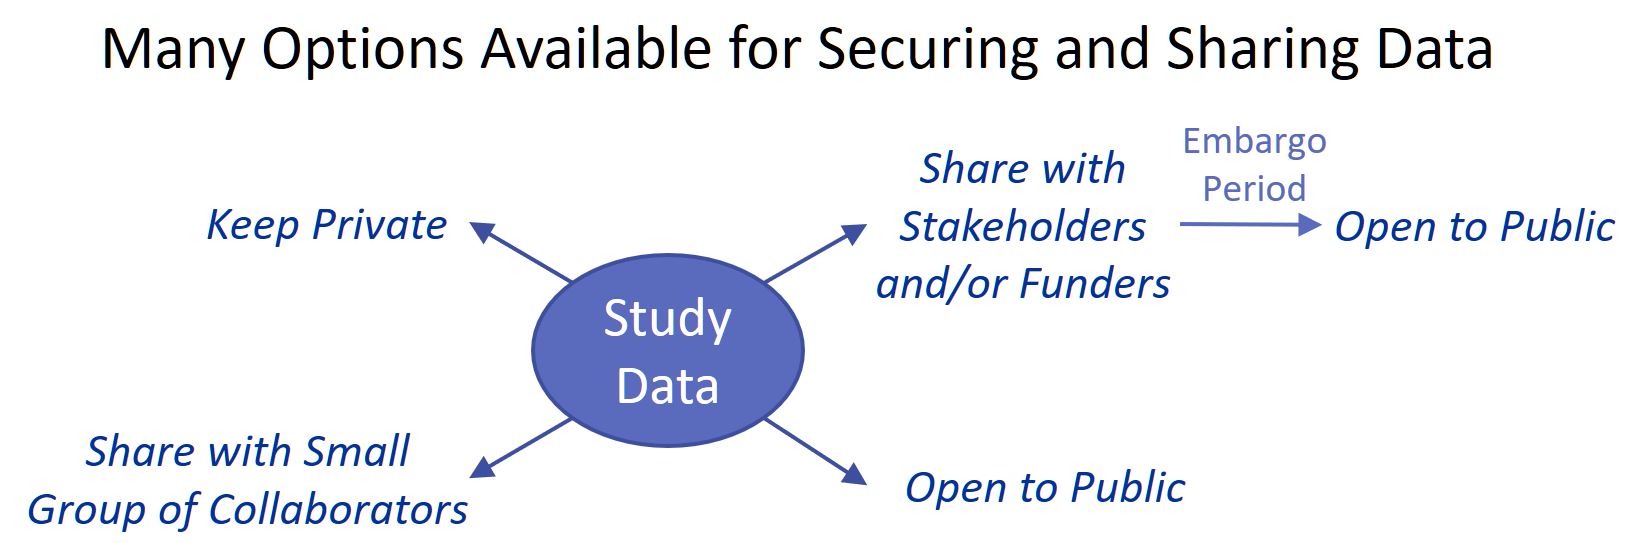 Many Options Available for Securing and Sharing Data
Embargo
Period
Share with
Stakeholders
and/or Funders
Open to Public
Keep Private
Study
Data
Share with Small
Group of Collaborators
Open to Public